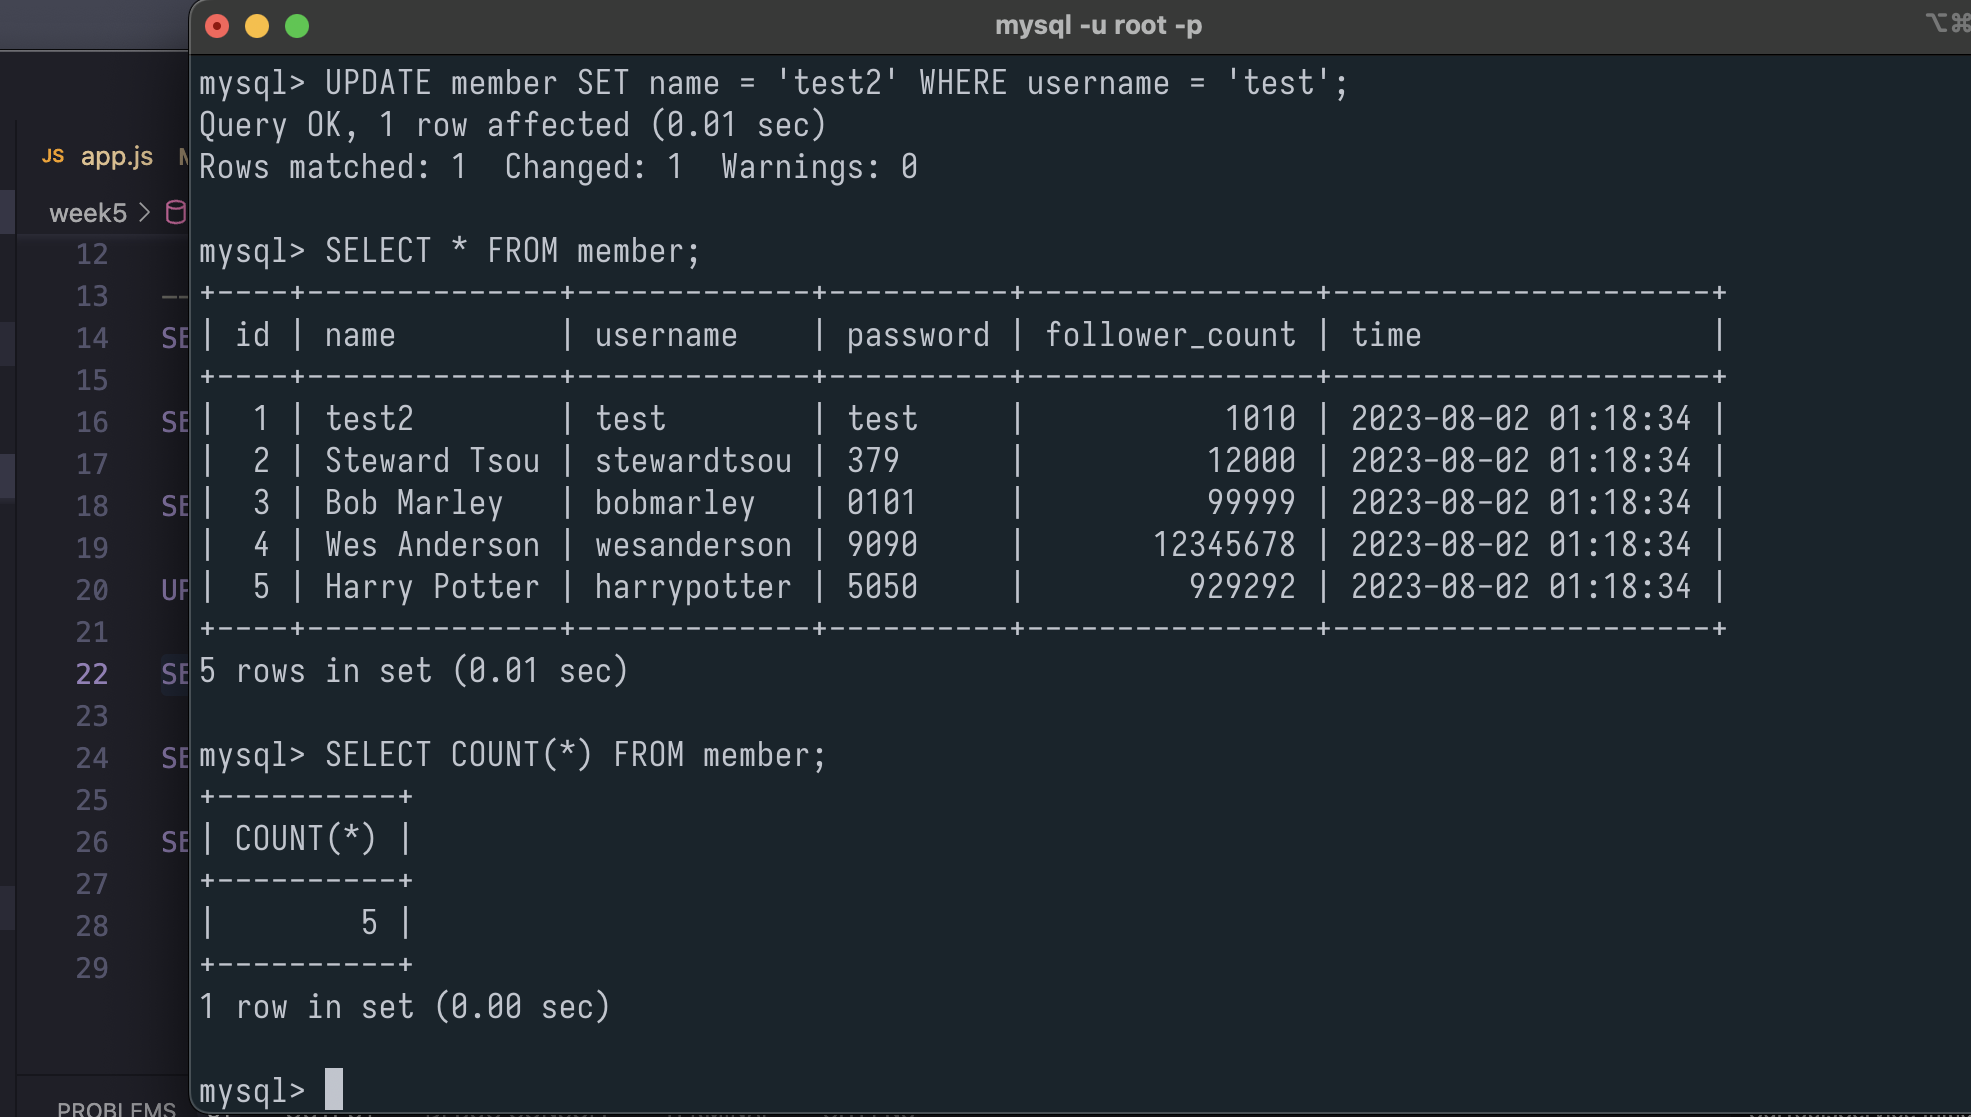 mysql -u root -p
⌥⌘
mysql> UPDATE member SET name = 'test2' WHERE username = 'test';
Query OK, 1 row affected (0.01 sec)
Rows matched: 1  Changed: 1  Warnings: 0
mysql> SELECT * FROM member;
+----+--------------+-------------+----------+----------------+---------------------+
| id | name         | username    | password | follower_count | time                |
+----+--------------+-------------+----------+----------------+---------------------+
|  1 | test2        | test        | test     |           1010 | 2023-08-02 01:18:34 |
|  2 | Steward Tsou | stewardtsou | 379      |          12000 | 2023-08-02 01:18:34 |
|  3 | Bob Marley   | bobmarley   | 0101     |          99999 | 2023-08-02 01:18:34 |
|  4 | Wes Anderson | wesanderson | 9090     |       12345678 | 2023-08-02 01:18:34 |
|  5 | Harry Potter | harrypotter | 5050     |         929292 | 2023-08-02 01:18:34 |
+----+--------------+-------------+----------+----------------+---------------------+
5 rows in set (0.01 sec)
mysql> SELECT COUNT(*) FROM member;
+----------+
| COUNT(*) |
+----------+
|        5 |
+----------+
1 row in set (0.00 sec)
mysql>
JS app.js M
week5 >
12
13 --
14 SE
15
16 SE
17
18 SE
19
20 UP
21
22 SE
23
24 SE
25
26 SE
27
28
29
PROBLEMS